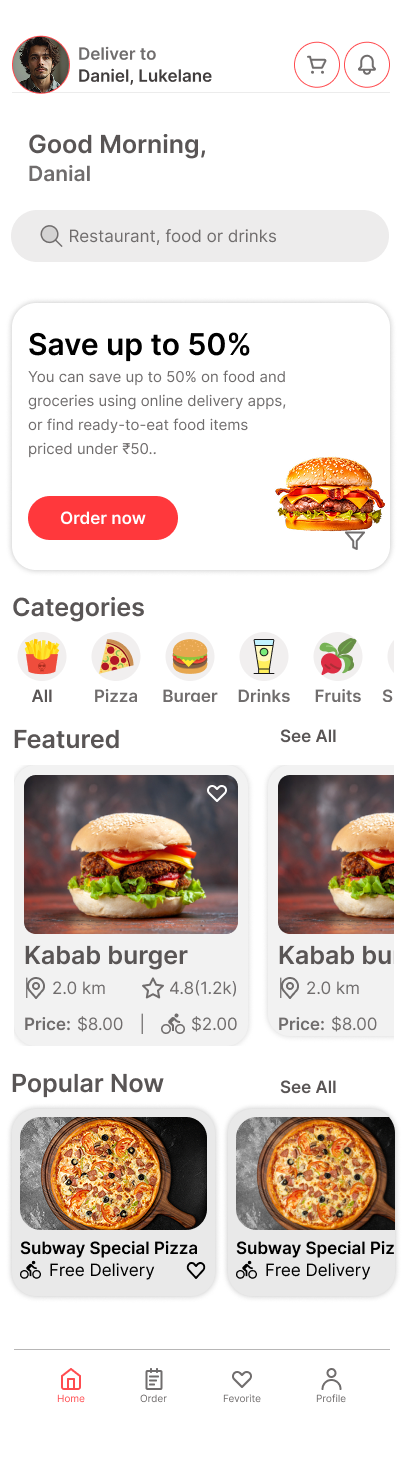 Deliver to
Daniel, Lukelane
Good Morning,
Danial
Restaurant, food or drinks
Save up to 50%
You can save up to 50% on food and
groceries using online delivery apps,
or find ready-to-eat food items
priced under ₹50..
Order now
Categories
All Pizza Burger Drinks Fruits S
Featured See All
Kabab burger Kabab bu
2.0 km 4.8(1.2k) 2.0 km
Price: $8.00 | $2.00 Price: $8.00
Popular Now See All
Subway Special Pizza Subway Special Piz
Free Delivery Free Delivery
Home Order Fevorite Profile